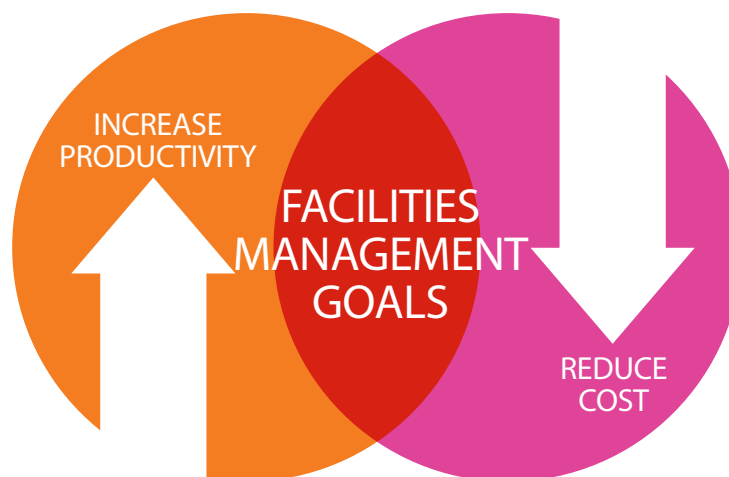 INCREASE
PRODUCTIVITY
FACILITIES
MANAGEMENT
GOALS
REDUCE
COST